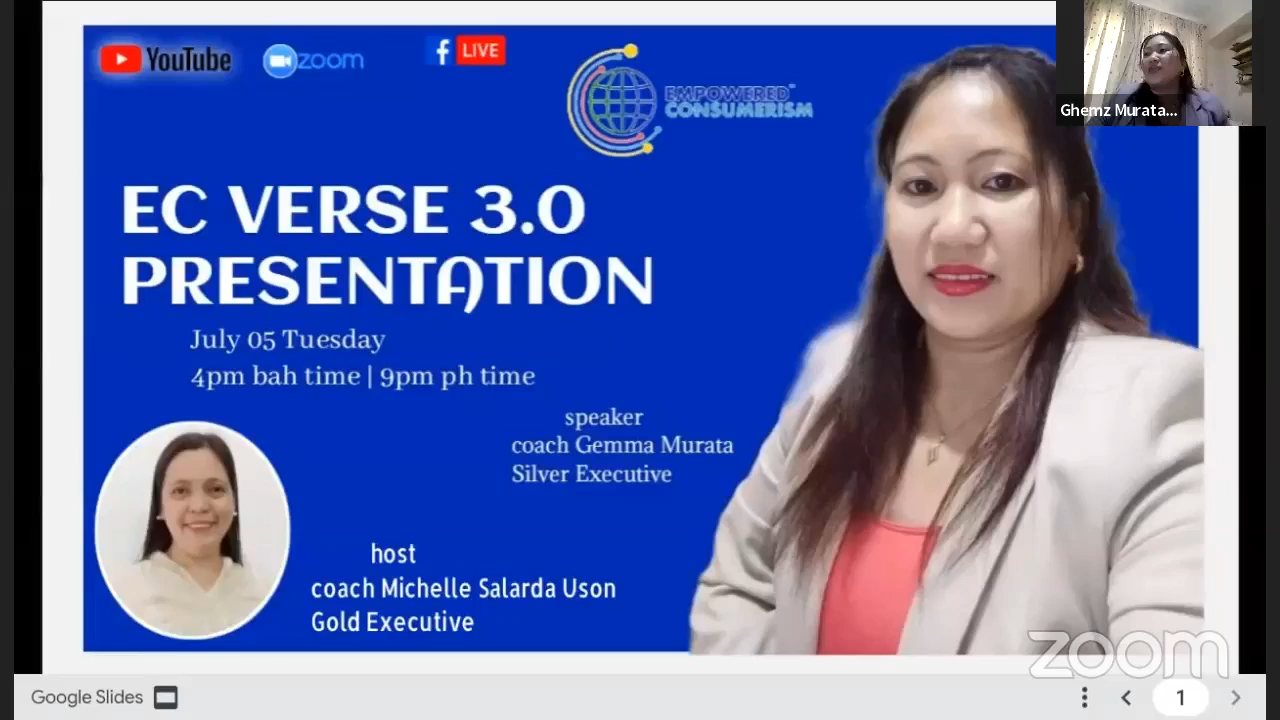 YouTube
zoom
f LIVE
EMPOWERED
CONSUMERISM
Ghemz Murata...
EC VERSE 3.0
PRESENTATION
July 05 Tuesday
4pm bah time | 9pm ph time
speaker
coach Gemma Murata
Silver Executive
host
coach Michelle Salarda Uson
Gold Executive
zoom
Google Slides
1